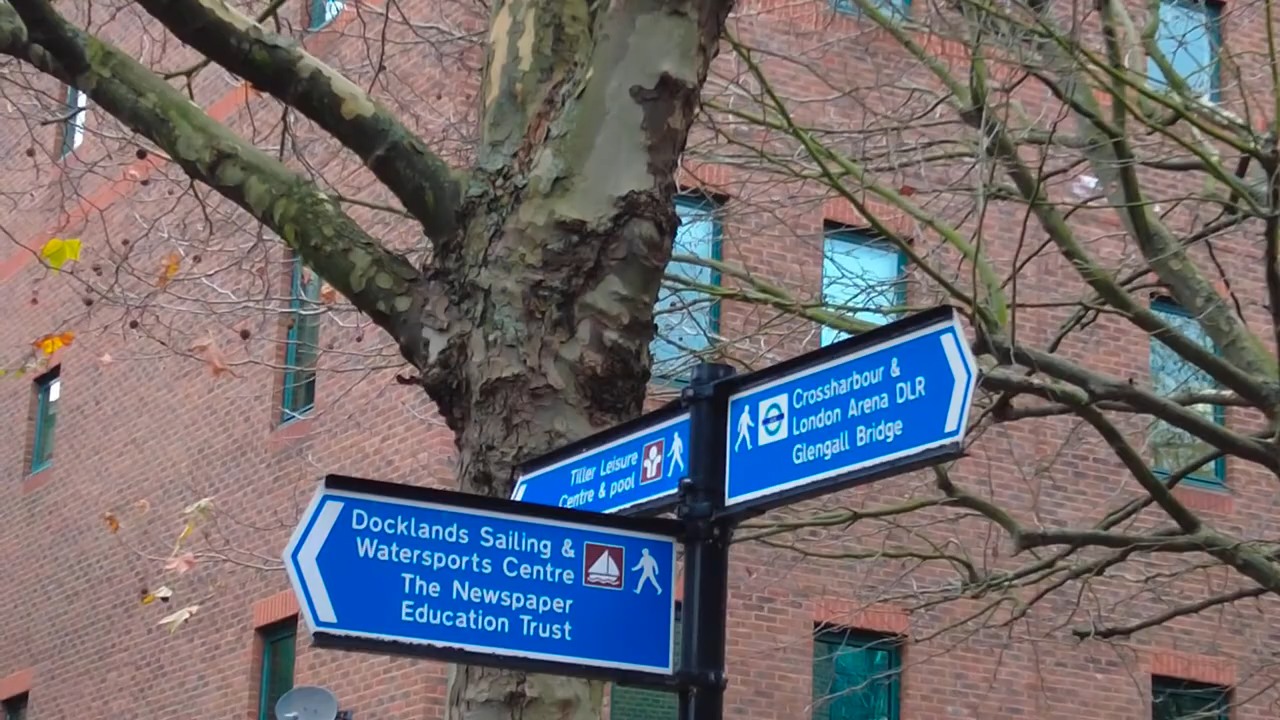 Crossharbour &
London Arena DLR
Glengall Bridge
Tiller Leisure
Centre & pool
Docklands Sailing &
Watersports Centre
The Newspaper
Education Trust